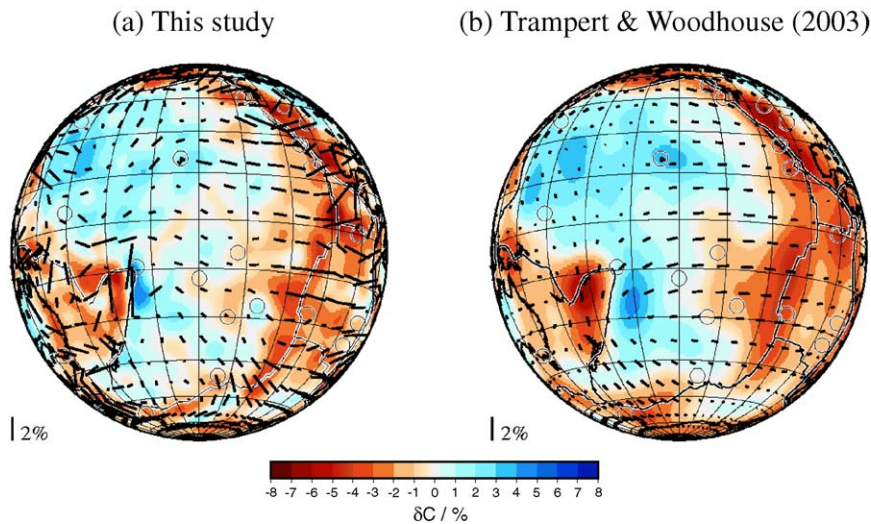 (a) This study
(b) Trampert & Woodhouse (2003)
2%
2%
-8 -7 -6 -5 -4 -3 -2 -1 0 1 2 3 4 5 6 7 8
δC / %